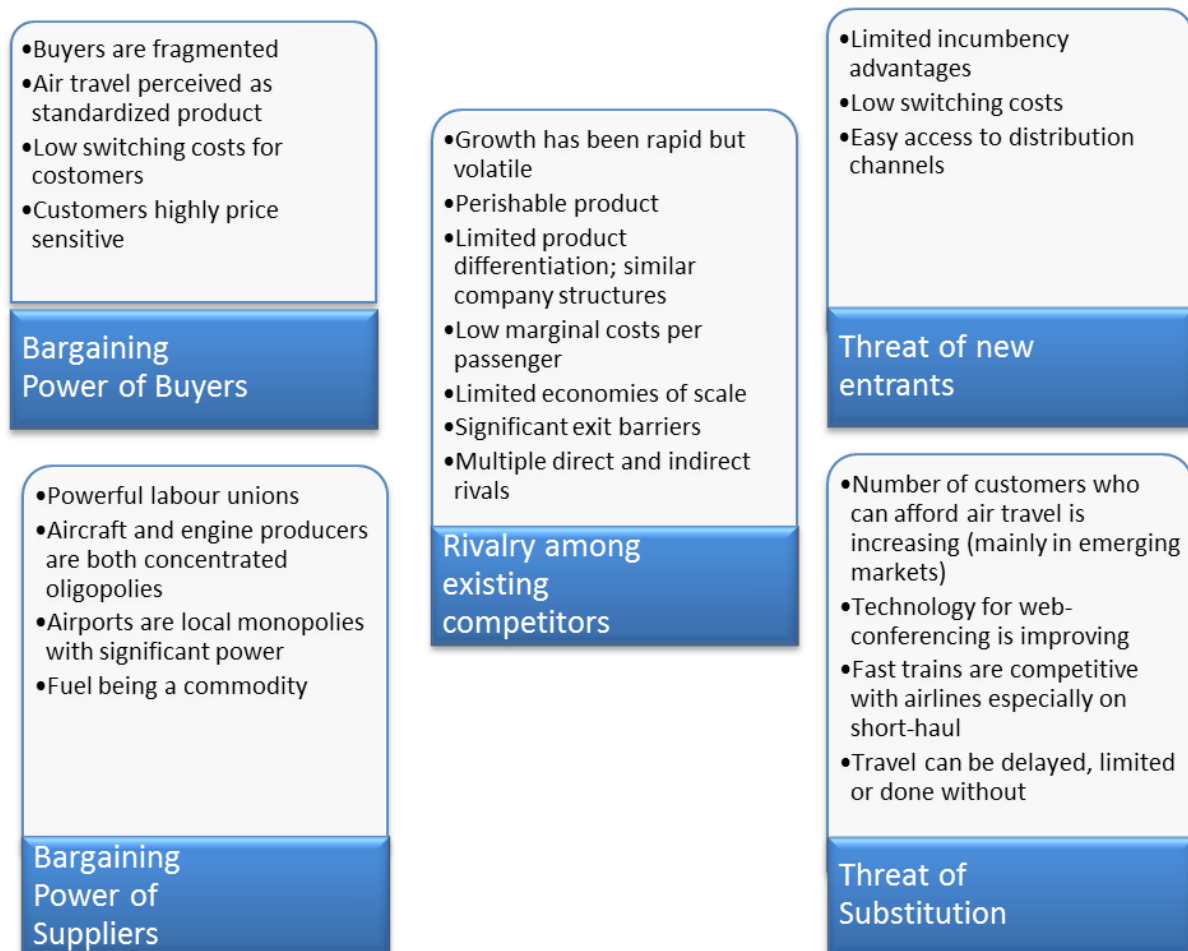 •Buyers are fragmented
•Air travel perceived as
standardized product
•Low switching costs for
costomers
•Customers highly price
sensitive
Bargaining
Power of Buyers
•Powerful labour unions
•Aircraft and engine producers
are both concentrated
oligopolies
•Airports are local monopolies
with significant power
•Fuel being a commodity
Bargaining
Power of
Suppliers
•Growth has been rapid but
volatile
•Perishable product
•Limited product
differentiation; similar
company structures
•Low marginal costs per
passenger
•Limited economies of scale
•Significant exit barriers
•Multiple direct and indirect
rivals
Rivalry among
existing
competitors
•Limited incumbency
advantages
•Low switching costs
•Easy access to distribution
channels
Threat of new
entrants
•Number of customers who
can afford air travel is
increasing (mainly in emerging
markets)
•Technology for web-
conferencing is improving
•Fast trains are competitive
with airlines especially on
short-haul
•Travel can be delayed, limited
or done without
Threat of
Substitution